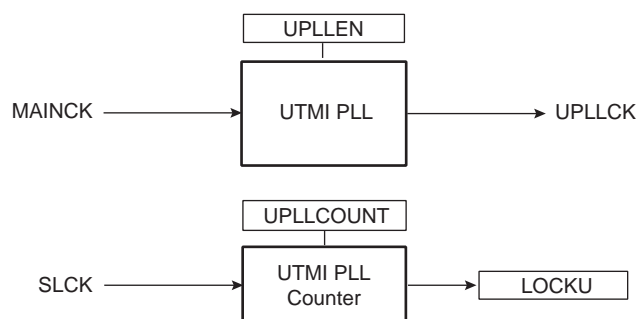 UPLLEN
MAINCK
UTMI PLL
UPLLCK
UPLLCOUNT
SLCK
UTMI PLL
Counter
LOCKU